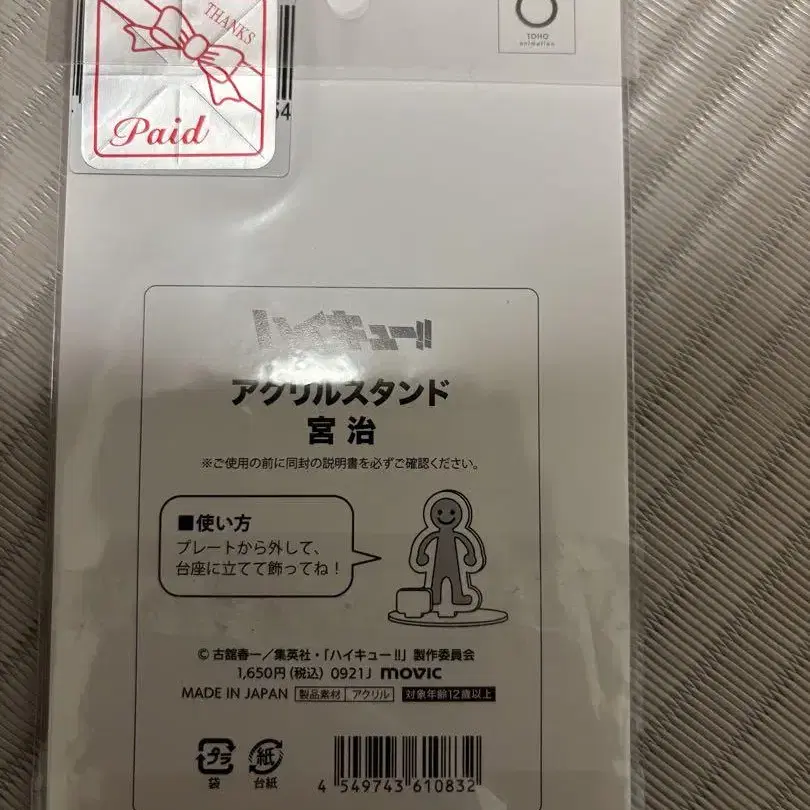 THANKS
Paid
54
TOHO
animation
ハイキュー!!
アクリルスタンド
宮 治
※ご使用の前に同封の説明書を必ずご確認ください。
■使い方
プレートから外して、
台座に立てて飾ってね!
© 古舘春一/集英社・「ハイキュー!!」製作委員会
1,650円(税込) 0921J movic
MADE IN JAPAN 製品素材 アクリル 対象年齢12歳以上
プラ 紙
袋 台紙
4 549743 610832